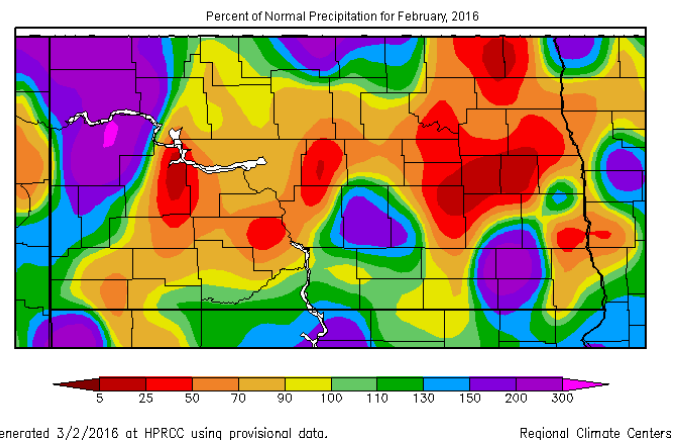 Percent of Normal Precipitation for February, 2016
5 25 50 70 90 100 110 130 150 200 300
enerated 3/2/2016 at HPRCC using provisional data. Regional Climate Centers